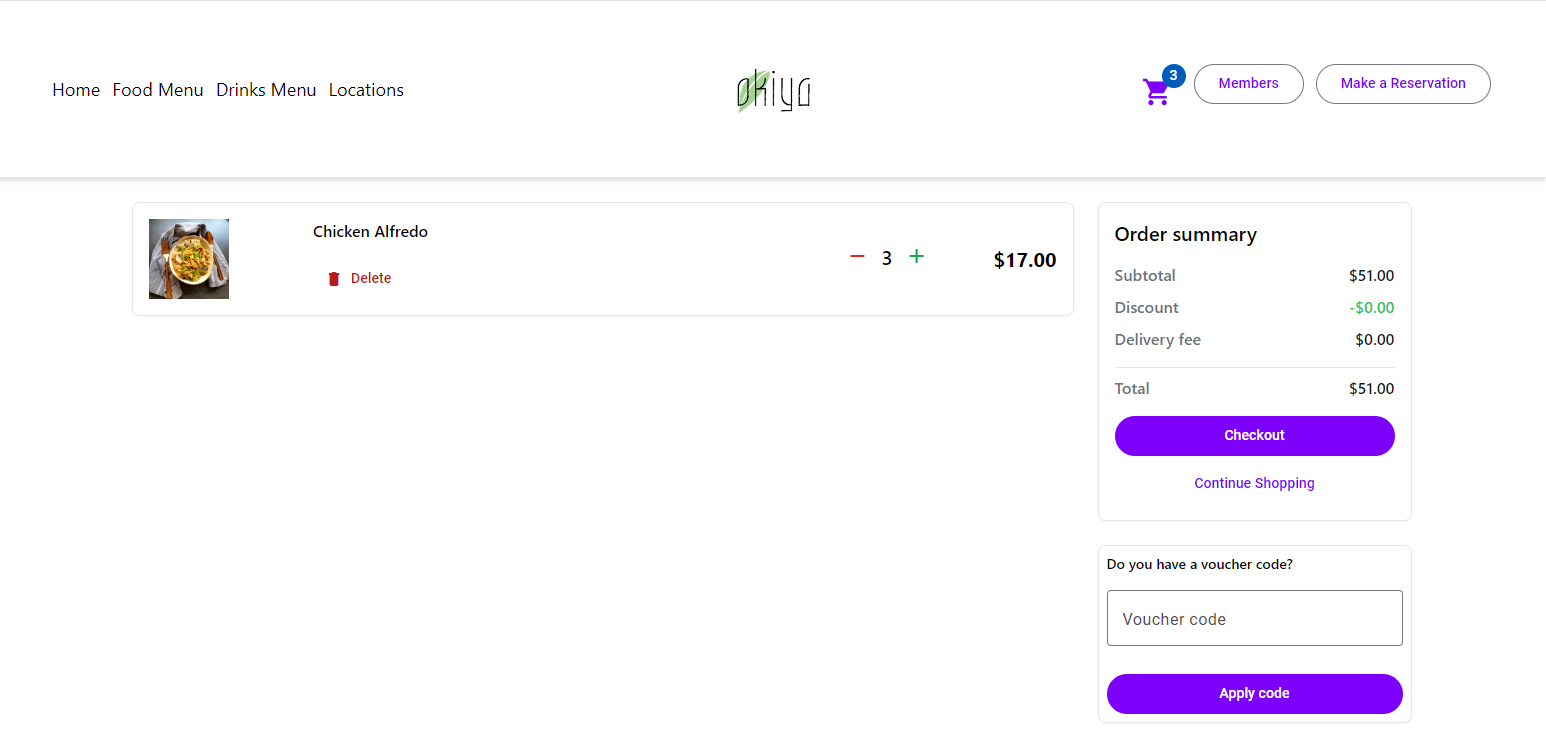 Home Food Menu Drinks Menu Locations
okiyo
3
Members
Make a Reservation
Chicken Alfredo
Delete
3
$17.00
Order summary
Subtotal $51.00
Discount -$0.00
Delivery fee $0.00
Total $51.00
Checkout
Continue Shopping
Do you have a voucher code?
Voucher code
Apply code